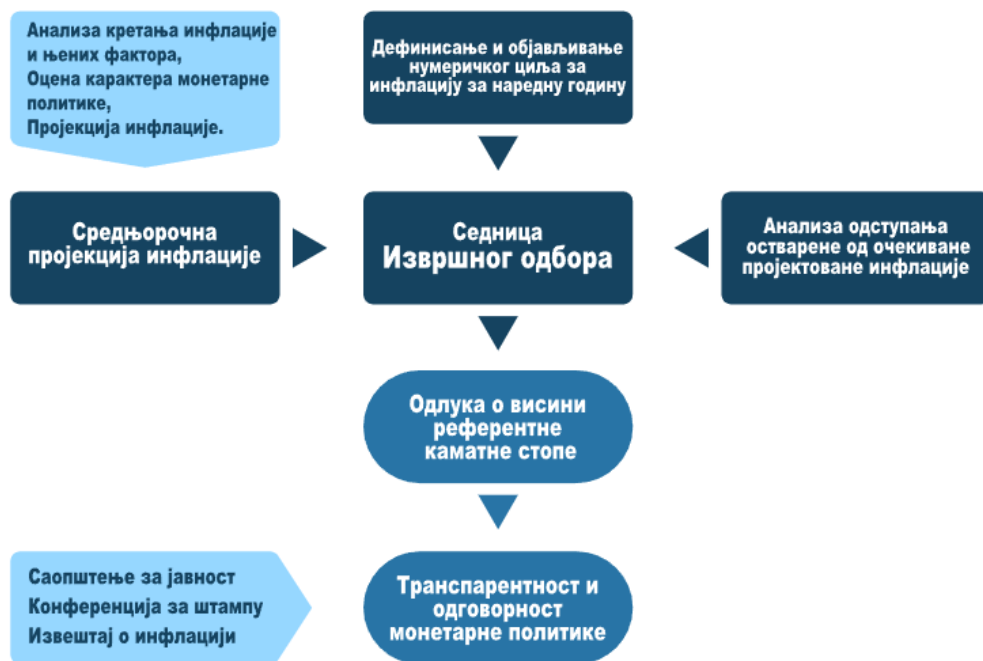 Анализа кретања инфлације
и њених фактора,
Оцена карактера монетарне
политике,
Пројекција инфлације.
Дефинисање и објављивање
нумеричког циља за
инфлацију за наредну годину
Средњорочна
пројекција инфлације
Седница
Извршног одбора
Анализа одступања
остварене од очекиване
пројектоване инфлације
Одлука о висини
референтне
каматне стопе
Саопштење за јавност
Конференција за штампу
Извештај о инфлацији
Транспарентност и
одговорност
монетарне политике